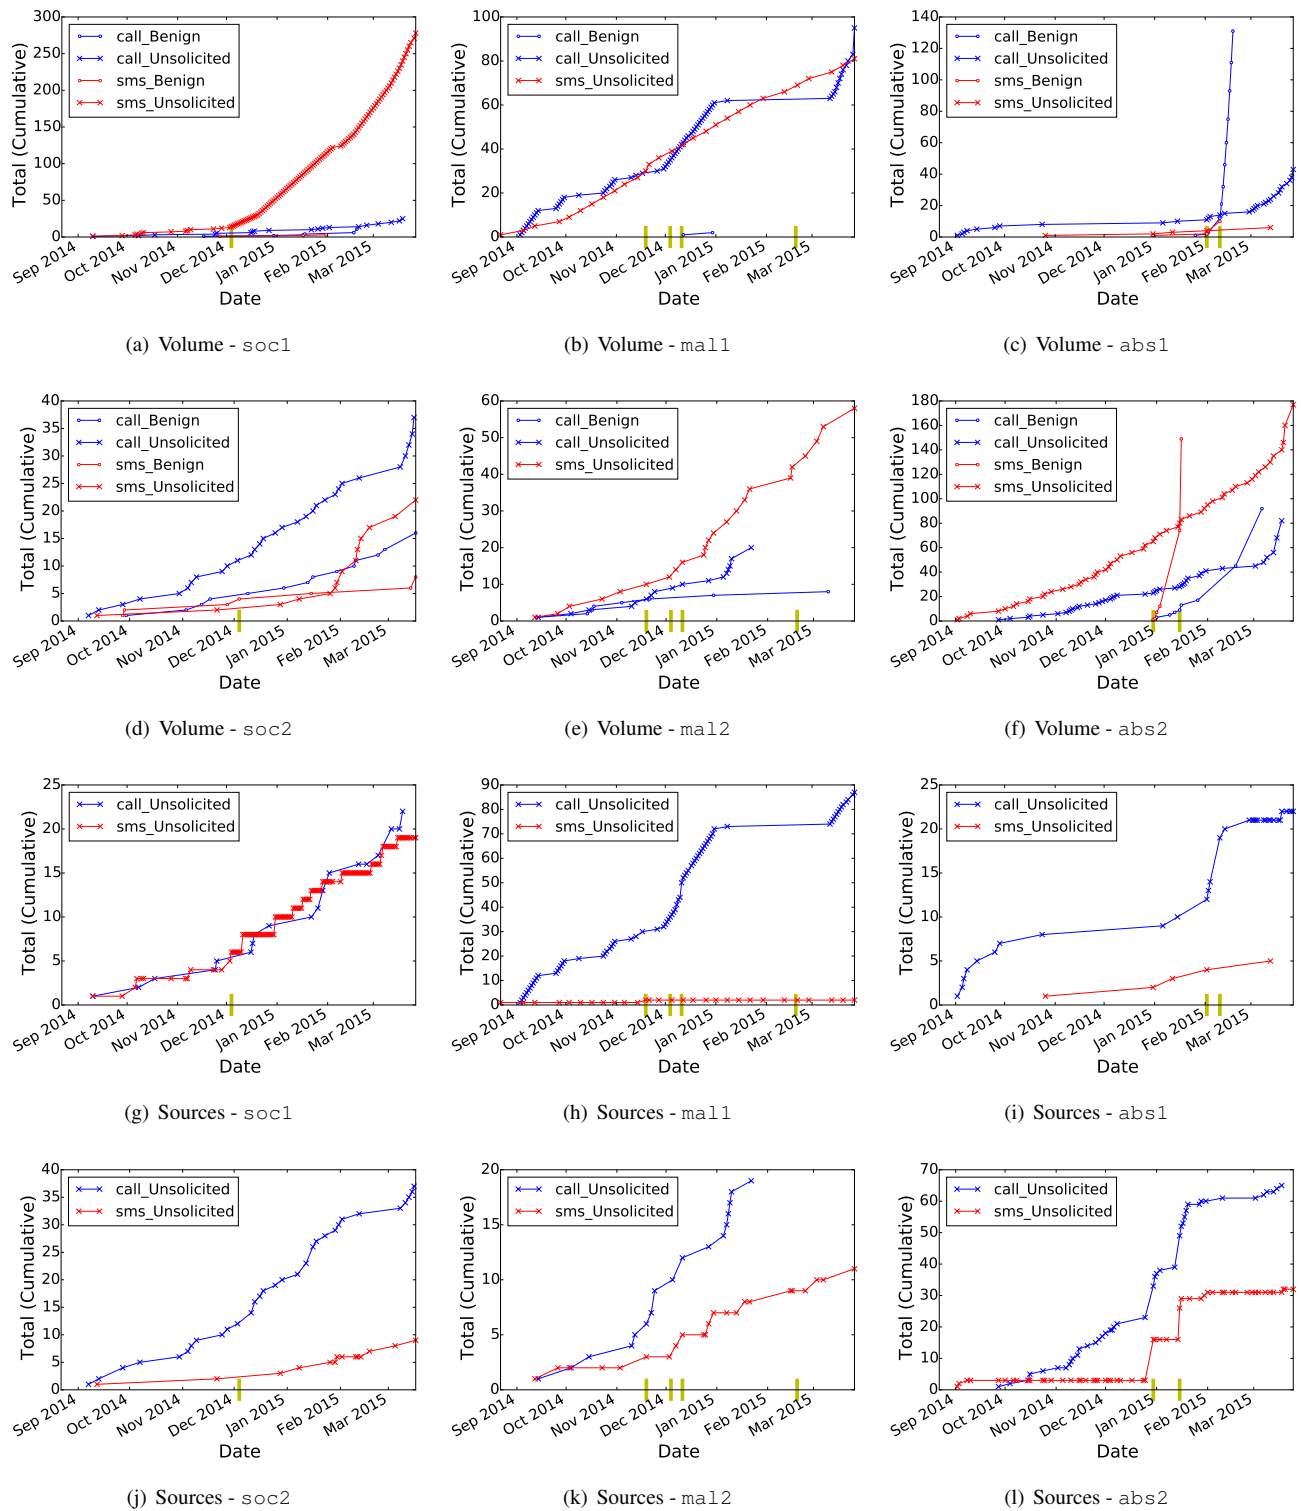 300
250
200
150
100
50
0
Total (Cumulative)
call_Benign
call_Unsolicited
sms_Benign
sms_Unsolicited
Sep 2014
Oct 2014
Nov 2014
Dec 2014
Jan 2015
Feb 2015
Mar 2015
Date
(a) Volume - soc1
100
80
60
40
20
0
Total (Cumulative)
call_Benign
call_Unsolicited
sms_Unsolicited
Sep 2014
Oct 2014
Nov 2014
Dec 2014
Jan 2015
Feb 2015
Mar 2015
Date
(b) Volume - mal1
140
120
100
80
60
40
20
0
Total (Cumulative)
call_Benign
call_Unsolicited
sms_Benign
sms_Unsolicited
Sep 2014
Oct 2014
Nov 2014
Dec 2014
Jan 2015
Feb 2015
Mar 2015
Date
(c) Volume - abs1
40
35
30
25
20
15
10
5
0
Total (Cumulative)
call_Benign
call_Unsolicited
sms_Benign
sms_Unsolicited
Sep 2014
Oct 2014
Nov 2014
Dec 2014
Jan 2015
Feb 2015
Mar 2015
Date
(d) Volume - soc2
60
50
40
30
20
10
0
Total (Cumulative)
call_Benign
call_Unsolicited
sms_Unsolicited
Sep 2014
Oct 2014
Nov 2014
Dec 2014
Jan 2015
Feb 2015
Mar 2015
Date
(e) Volume - mal2
180
160
140
120
100
80
60
40
20
0
Total (Cumulative)
call_Benign
call_Unsolicited
sms_Benign
sms_Unsolicited
Sep 2014
Oct 2014
Nov 2014
Dec 2014
Jan 2015
Feb 2015
Mar 2015
Date
(f) Volume - abs2
25
20
15
10
5
0
Total (Cumulative)
call_Unsolicited
sms_Unsolicited
Sep 2014
Oct 2014
Nov 2014
Dec 2014
Jan 2015
Feb 2015
Mar 2015
Date
(g) Sources - soc1
90
80
70
60
50
40
30
20
10
0
Total (Cumulative)
call_Unsolicited
sms_Unsolicited
Sep 2014
Oct 2014
Nov 2014
Dec 2014
Jan 2015
Feb 2015
Mar 2015
Date
(h) Sources - mal1
25
20
15
10
5
0
Total (Cumulative)
call_Unsolicited
sms_Unsolicited
Sep 2014
Oct 2014
Nov 2014
Dec 2014
Jan 2015
Feb 2015
Mar 2015
Date
(i) Sources - abs1
40
35
30
25
20
15
10
5
0
Total (Cumulative)
call_Unsolicited
sms_Unsolicited
Sep 2014
Oct 2014
Nov 2014
Dec 2014
Jan 2015
Feb 2015
Mar 2015
Date
(j) Sources - soc2
20
15
10
5
0
Total (Cumulative)
call_Unsolicited
sms_Unsolicited
Sep 2014
Oct 2014
Nov 2014
Dec 2014
Jan 2015
Feb 2015
Mar 2015
Date
(k) Sources - mal2
70
60
50
40
30
20
10
0
Total (Cumulative)
call_Unsolicited
sms_Unsolicited
Sep 2014
Oct 2014
Nov 2014
Dec 2014
Jan 2015
Feb 2015
Mar 2015
Date
(l) Sources - abs2